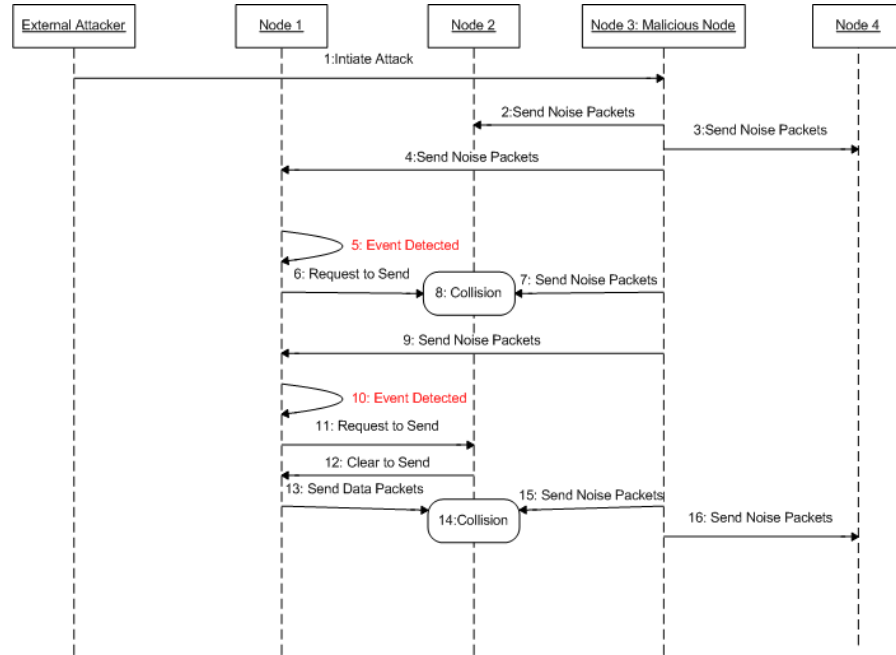 External Attacker
Node 1
Node 2
Node 3: Malicious Node
Node 4
1:Intiate Attack
2:Send Noise Packets
3:Send Noise Packets
4:Send Noise Packets
5: Event Detected
6: Request to Send
7: Send Noise Packets
8: Collision
9: Send Noise Packets
10: Event Detected
11: Request to Send
12: Clear to Send
13: Send Data Packets
15: Send Noise Packets
14:Collision
16: Send Noise Packets